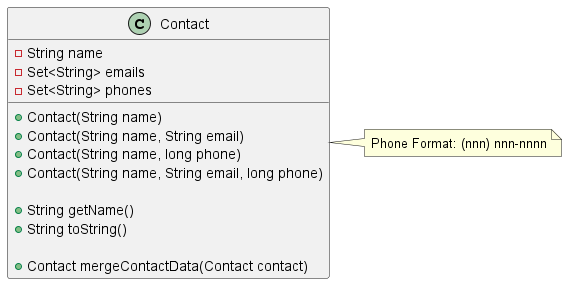 C Contact
String name
Set<String> emails
Set<String> phones
Contact(String name)
Contact(String name, String email)
Contact(String name, long phone)
Contact(String name, String email, long phone)
String getName()
String toString()
Contact mergeContactData(Contact contact)
Phone Format: (nnn) nnn-nnnn